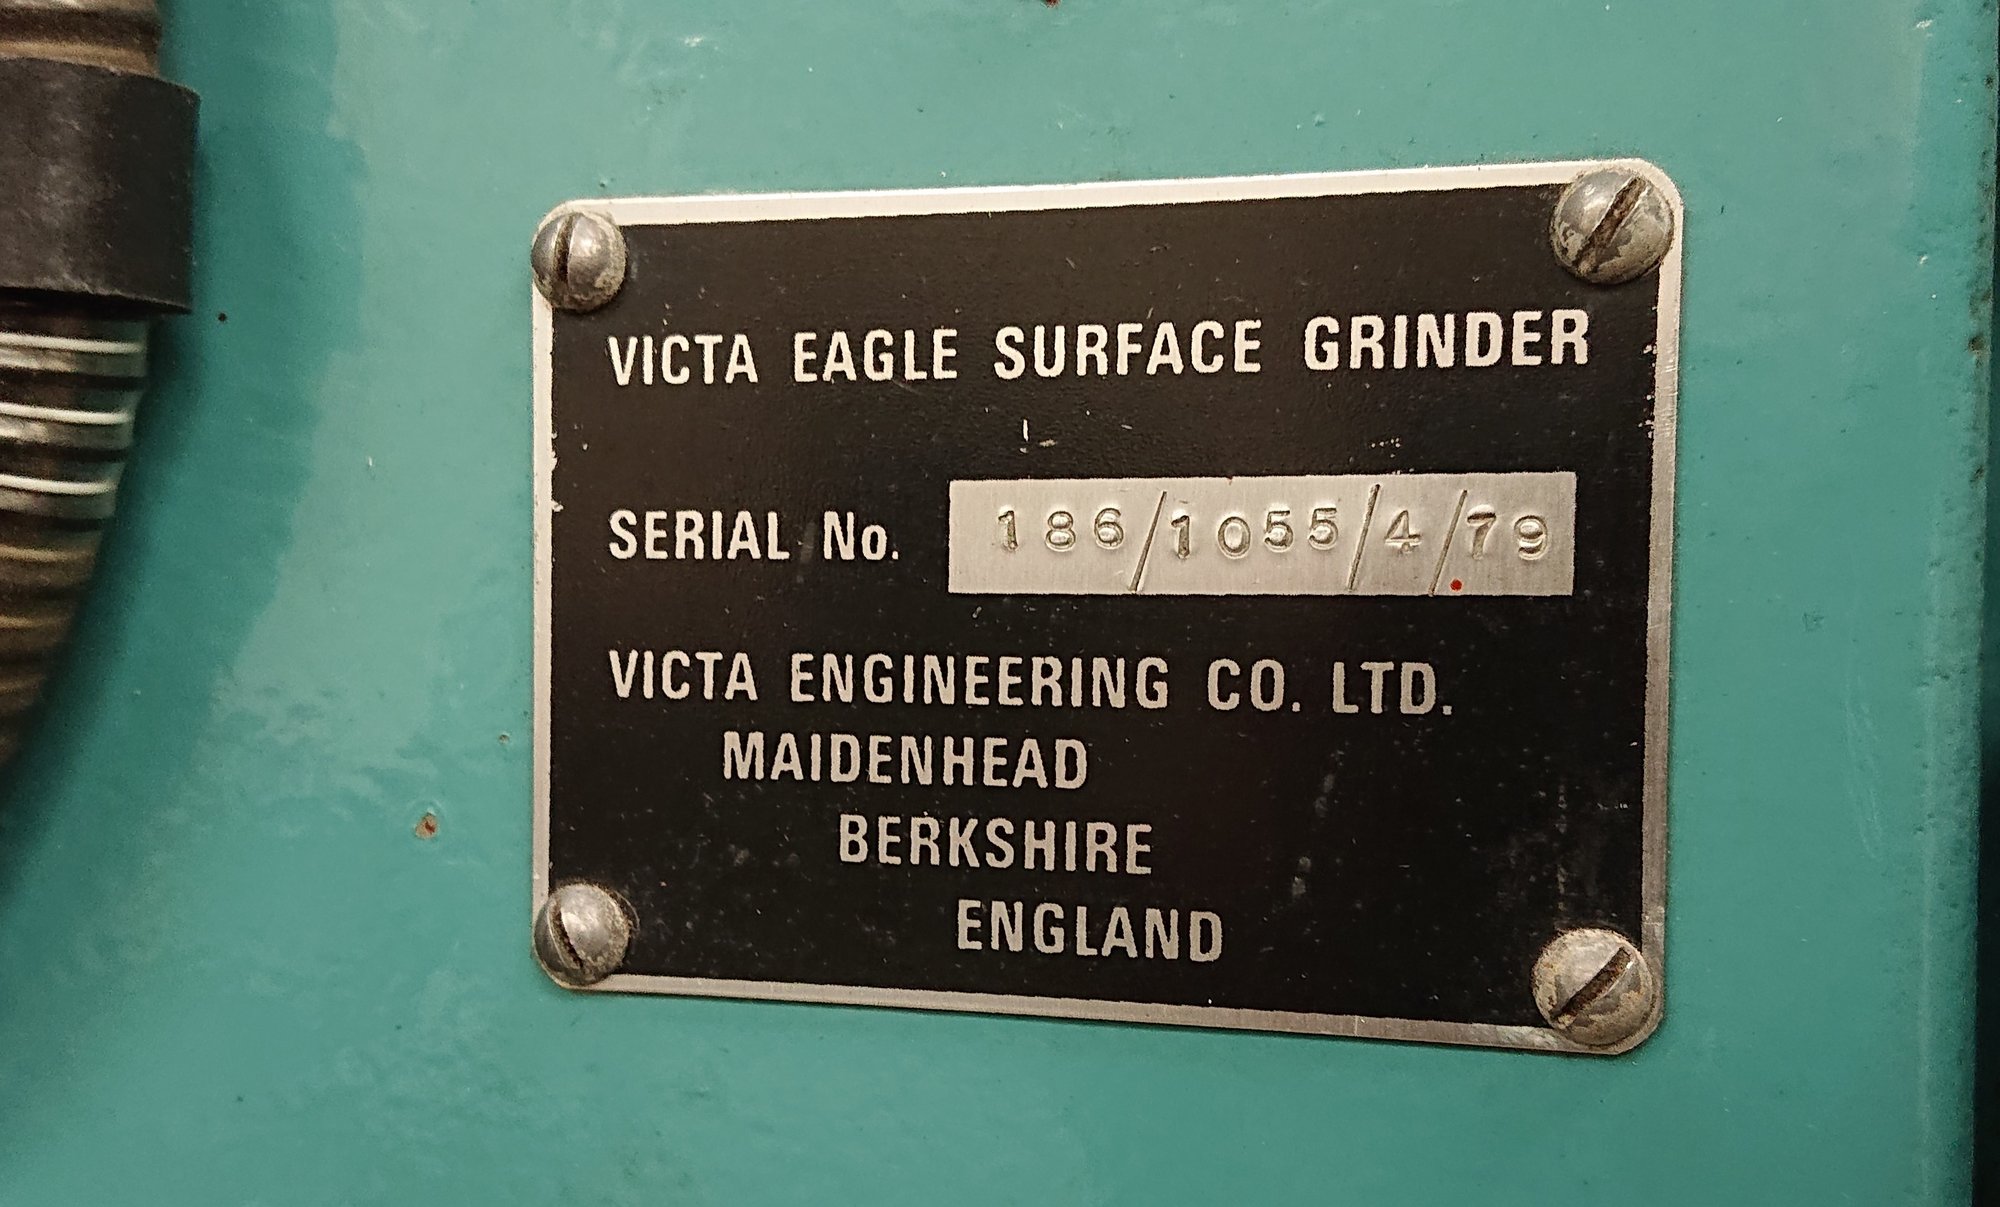 VICTA EAGLE SURFACE GRINDER
SERIAL No. 186/1055/4/79
VICTA ENGINEERING CO. LTD.
MAIDENHEAD
BERKSHIRE
ENGLAND